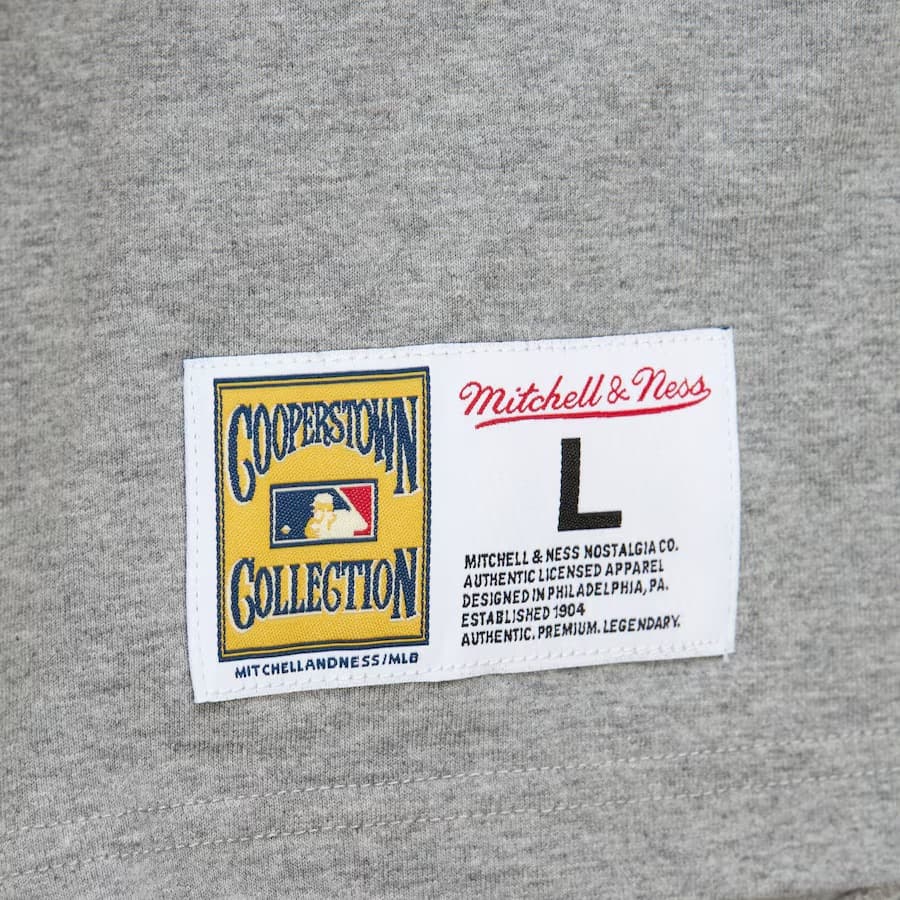 COOPERSTOWN
COLLECTION
MITCHELLANDNESS/MLB
Mitchell & Ness
L
MITCHELL & NESS NOSTALGIA CO.
AUTHENTIC LICENSED APPAREL
DESIGNED IN PHILADELPHIA, PA.
ESTABLISHED 1904
AUTHENTIC. PREMIUM. LEGENDARY.